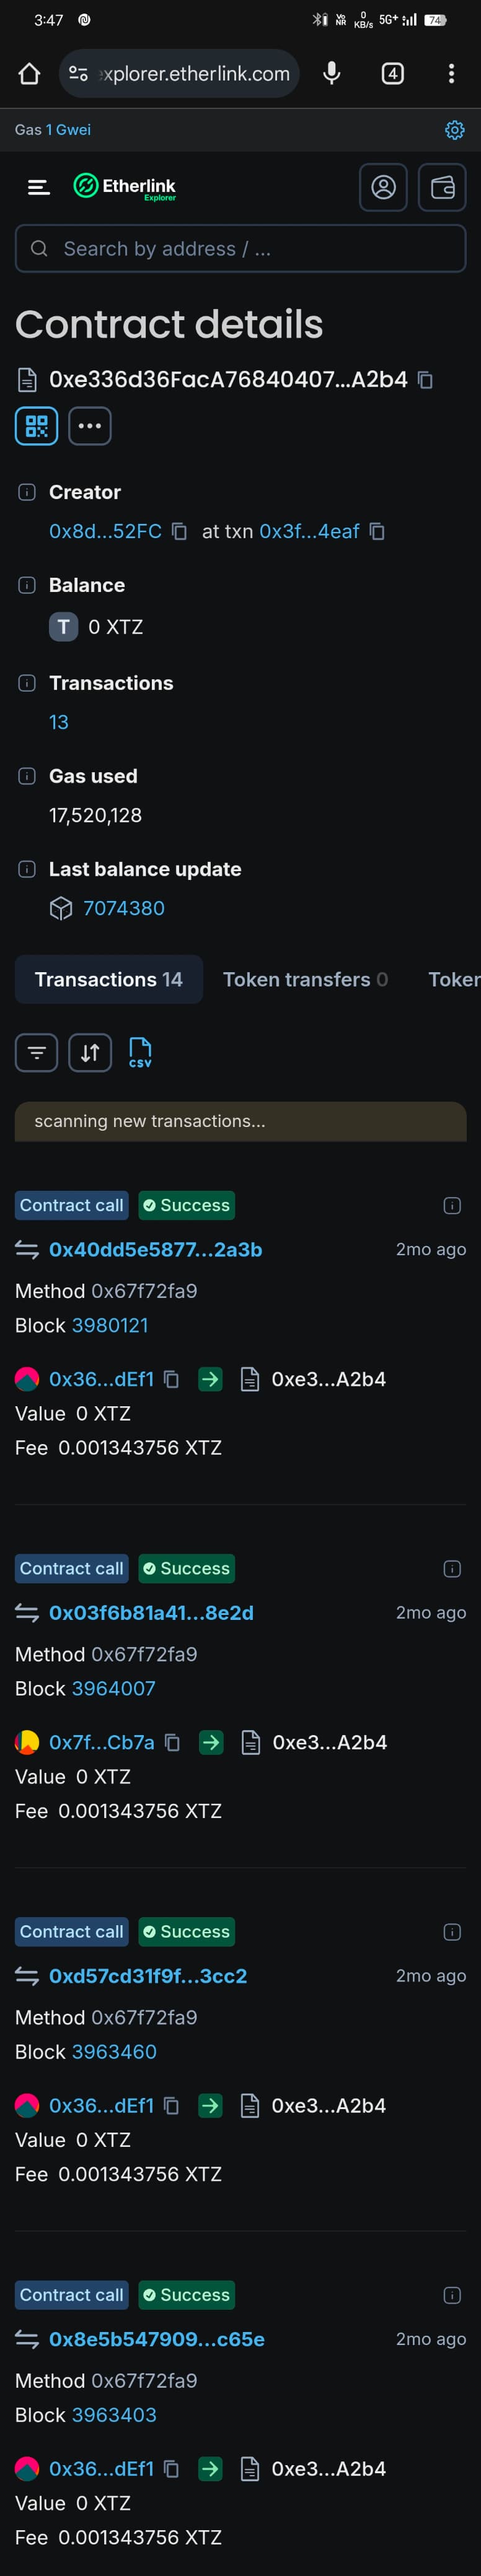 3:47
Vo NR
0 KB/s
5G+
74
explorer.etherlink.com
4
Gas 1 Gwei
Etherlink
Explorer
Search by address / ...
Contract details
0xe336d36FacA76840407...A2b4
Creator
0x8d...52FC at txn 0x3f...4eaf
Balance
T 0 XTZ
Transactions
13
Gas used
17,520,128
Last balance update
7074380
Transactions 14 Token transfers 0 Token
CSV
scanning new transactions...
Contract call Success
0x40dd5e5877...2a3b 2mo ago
Method 0x67f72fa9
Block 3980121
0x36...dEf1 0xe3...A2b4
Value 0 XTZ
Fee 0.001343756 XTZ
Contract call Success
0x03f6b81a41...8e2d 2mo ago
Method 0x67f72fa9
Block 3964007
0x7f...Cb7a 0xe3...A2b4
Value 0 XTZ
Fee 0.001343756 XTZ
Contract call Success
0xd57cd31f9f...3cc2 2mo ago
Method 0x67f72fa9
Block 3963460
0x36...dEf1 0xe3...A2b4
Value 0 XTZ
Fee 0.001343756 XTZ
Contract call Success
0x8e5b547909...c65e 2mo ago
Method 0x67f72fa9
Block 3963403
0x36...dEf1 0xe3...A2b4
Value 0 XTZ
Fee 0.001343756 XTZ